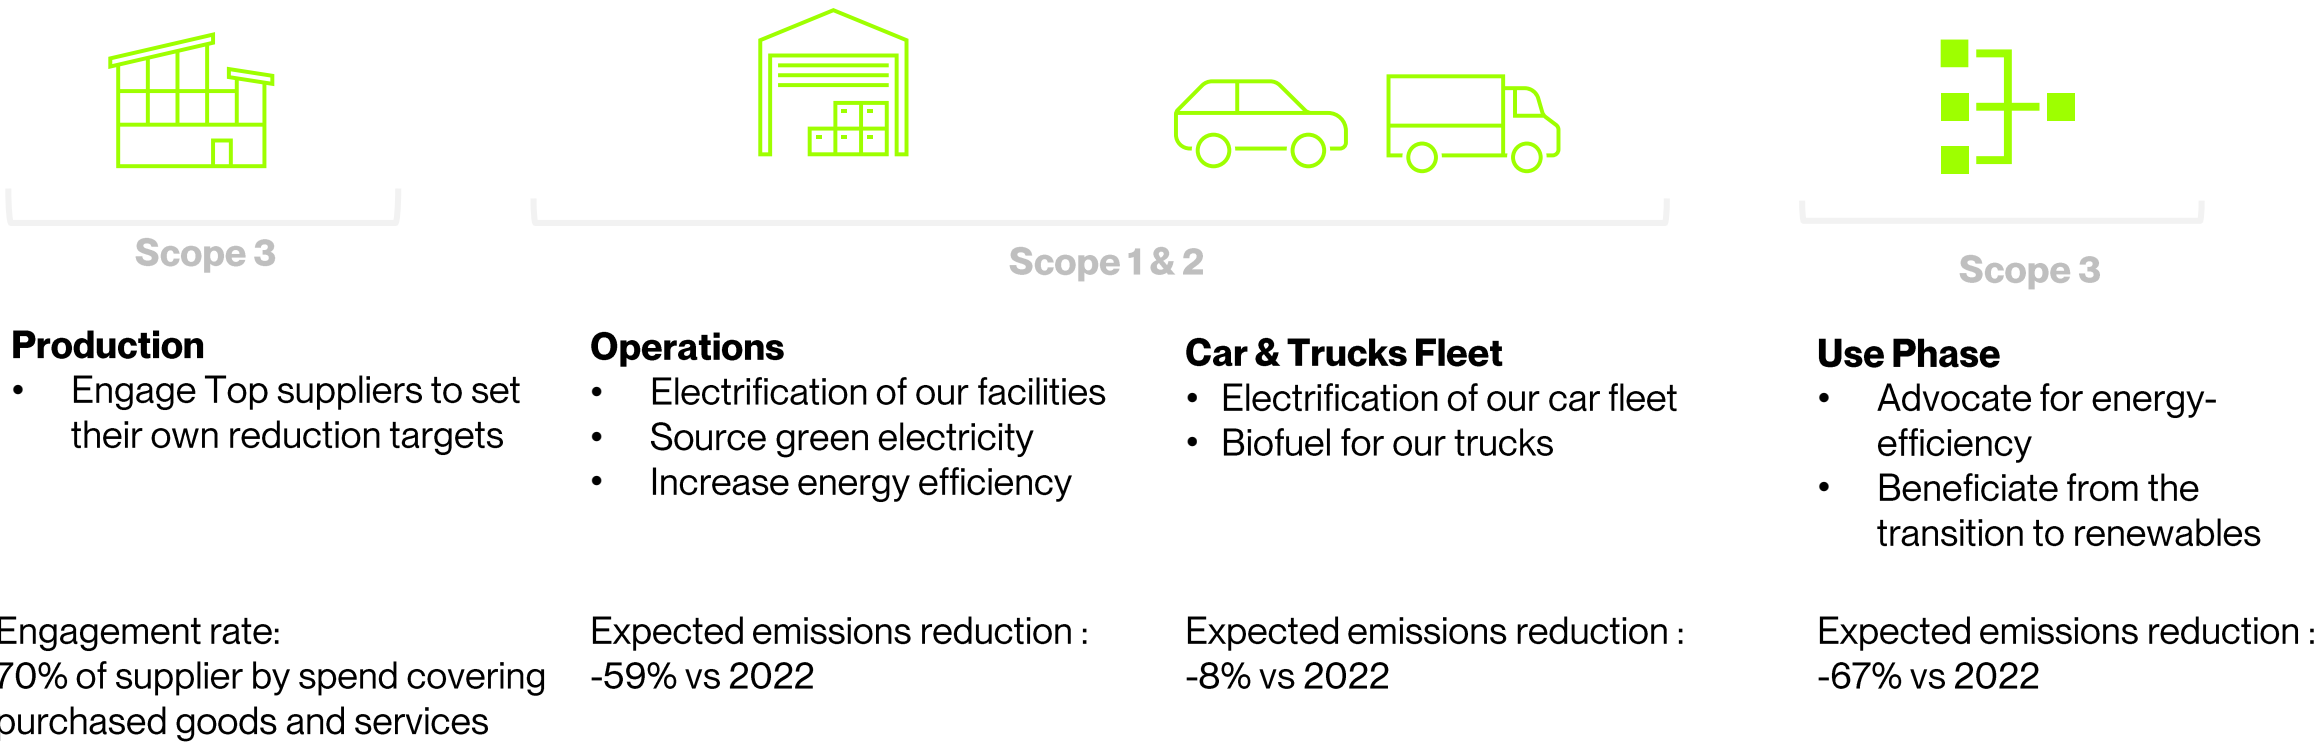 Scope 3
Scope 1 & 2
Scope 3
Production
• Engage Top suppliers to set
their own reduction targets
Engagement rate:
70% of supplier by spend covering
purchased goods and services
Operations
• Electrification of our facilities
• Source green electricity
• Increase energy efficiency
Expected emissions reduction :
-59% vs 2022
Car & Trucks Fleet
• Electrification of our car fleet
• Biofuel for our trucks
Expected emissions reduction :
-8% vs 2022
Use Phase
• Advocate for energy-
efficiency
• Beneficiate from the
transition to renewables
Expected emissions reduction :
-67% vs 2022